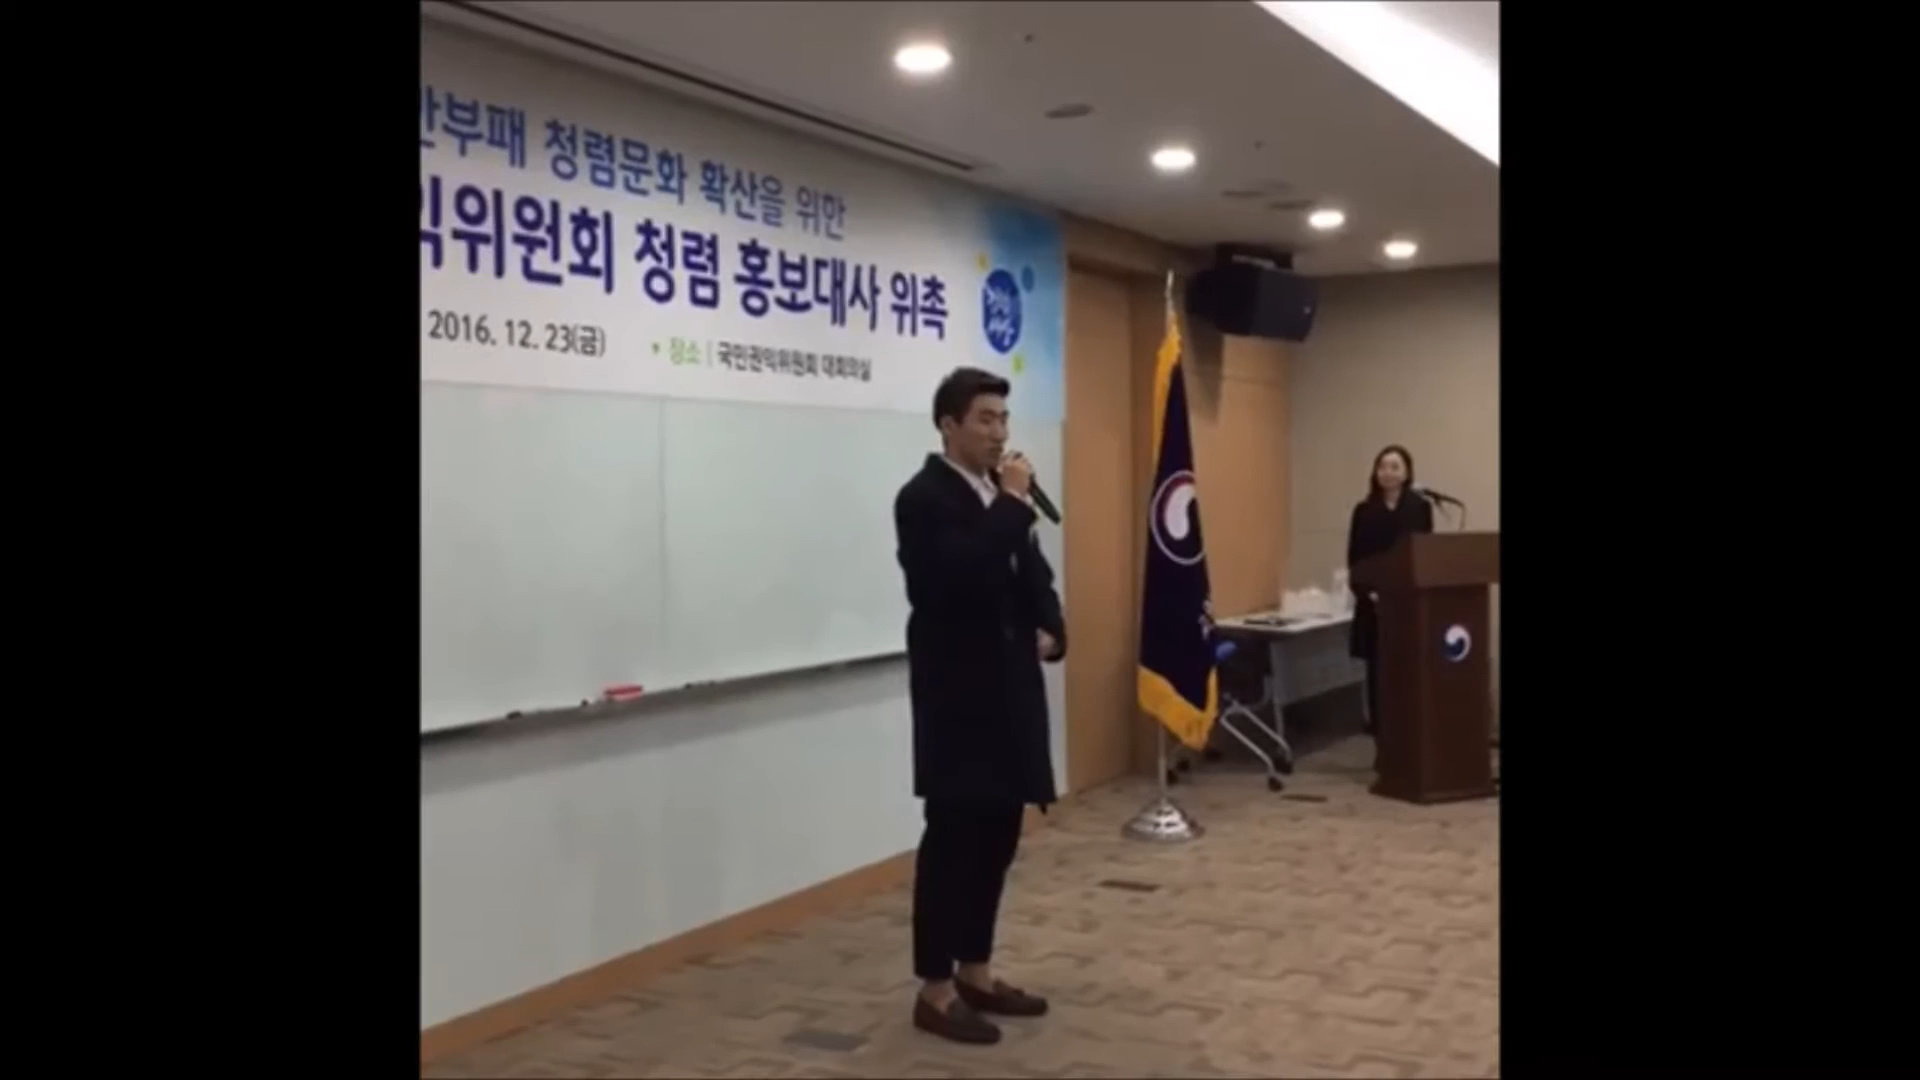 부패 청렴문화 확산을 위한
익위원회 청렴 홍보대사 위촉
2016. 12. 23(금) • 장소 | 국민권익위원회 대회의실